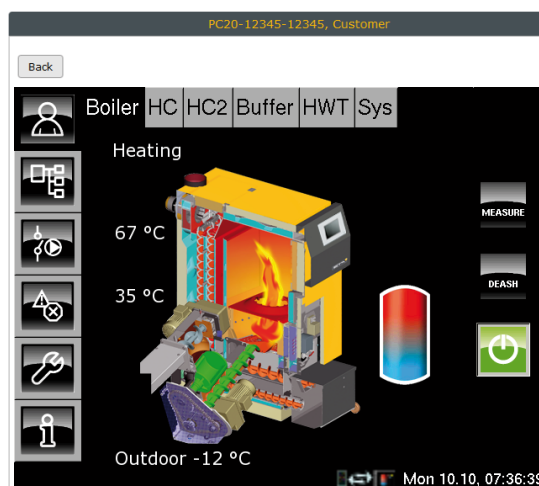 PC20-12345-12345, Customer
Back
Boiler HC HC2 Buffer HWT Sys
Heating
67 °C
MEASURE
35 °C
DEASH
Outdoor -12 °C
Mon 10.10, 07:36:39